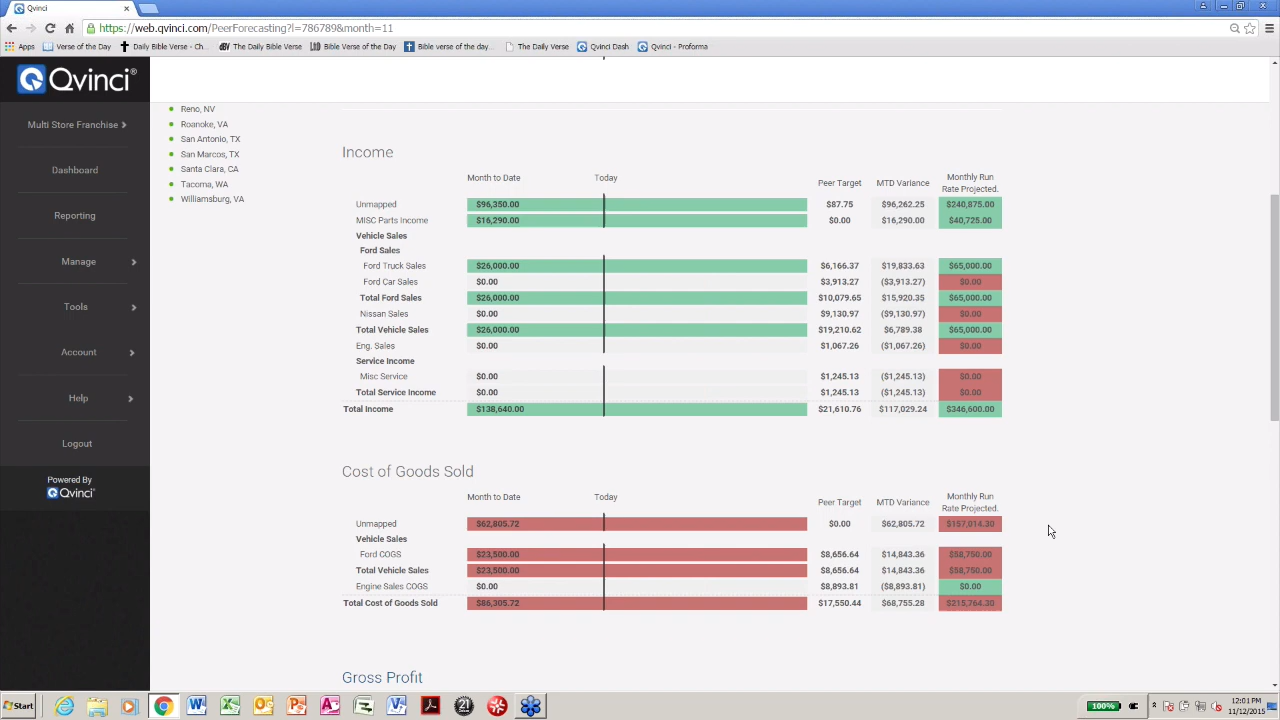 Qvinci
https://web.qvinci.com/PeerForecasting?l=786789&month=11
Apps Verse of the Day Daily Bible Verse - Ch... The Daily Bible Verse Bible Verse of the Day Bible verse of the day... The Daily Verse Qvinci Dash Qvinci - Proforma
Qvinci®
Multi Store Franchise
Dashboard
Reporting
Manage
Tools
Account
Help
Logout
Powered By
Qvinci
Reno, NV
Roanoke, VA
San Antonio, TX
San Marcos, TX
Santa Clara, CA
Tacoma, WA
Williamsburg, VA
Income
Month to Date Today Peer Target MTD Variance Monthly Run
Rate Projected.
Unmapped $96,350.00 $87.75 $96,262.25 $240,875.00
MISC Parts Income $16,290.00 $0.00 $16,290.00 $40,725.00
Vehicle Sales
Ford Sales
Ford Truck Sales $26,000.00 $6,166.37 $19,833.63 $65,000.00
Ford Car Sales $0.00 $3,913.27 ($3,913.27) $0.00
Total Ford Sales $26,000.00 $10,079.65 $15,920.35 $65,000.00
Nissan Sales $0.00 $9,130.97 ($9,130.97) $0.00
Total Vehicle Sales $26,000.00 $19,210.62 $6,789.38 $65,000.00
Eng. Sales $0.00 $1,067.26 ($1,067.26) $0.00
Service Income
Misc Service $0.00 $1,245.13 ($1,245.13) $0.00
Total Service Income $0.00 $1,245.13 ($1,245.13) $0.00
Total Income $138,640.00 $21,610.76 $117,029.24 $346,600.00
Cost of Goods Sold
Month to Date Today Peer Target MTD Variance Monthly Run
Rate Projected.
Unmapped $62,805.72 $0.00 $62,805.72 $157,014.30
Vehicle Sales
Ford COGS $23,500.00 $8,656.64 $14,843.36 $58,750.00
Total Vehicle Sales $23,500.00 $8,656.64 $14,843.36 $58,750.00
Engine Sales COGS $0.00 $8,893.81 ($8,893.81) $0.00
Total Cost of Goods Sold $86,305.72 $17,550.44 $68,755.28 $215,764.30
Gross Profit
Start 100% 12:01 PM
11/12/2015